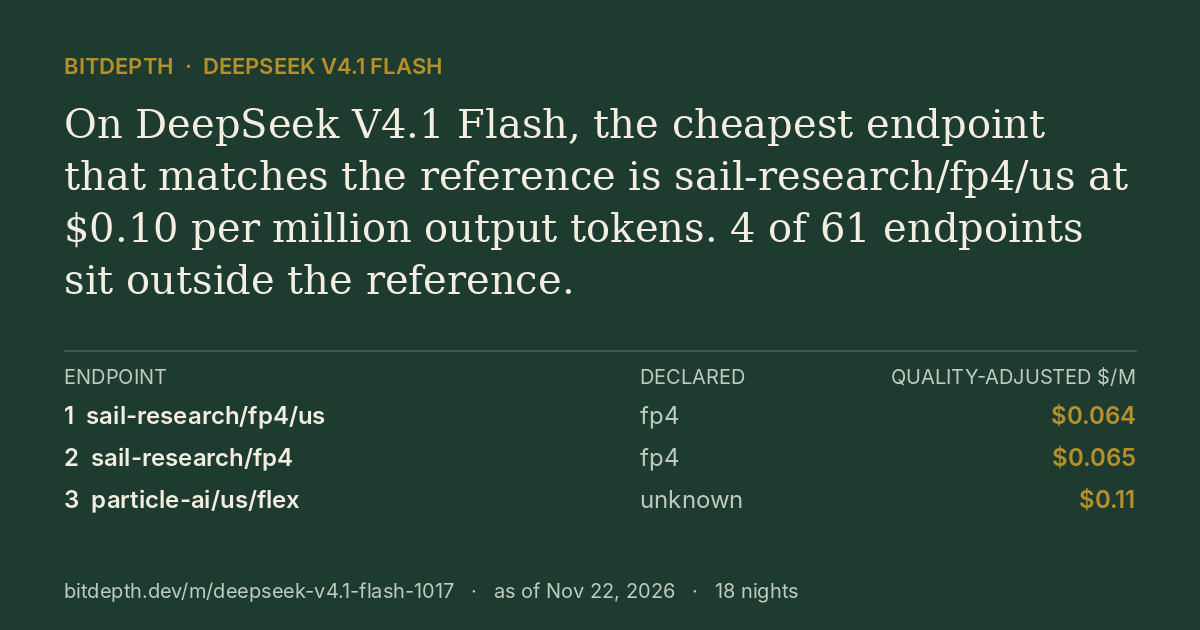 BITDEPTH · DEEPSEEK V4.1 FLASH
On DeepSeek V4.1 Flash, the cheapest endpoint
that matches the reference is sail-research/fp4/us at
$0.10 per million output tokens. 4 of 61 endpoints
sit outside the reference.
ENDPOINT DECLARED QUALITY-ADJUSTED $/M
1 sail-research/fp4/us fp4 $0.064
2 sail-research/fp4 fp4 $0.065
3 particle-ai/us/flex unknown $0.11
bitdepth.dev/m/deepseek-v4.1-flash-1017 · as of Nov 22, 2026 · 18 nights